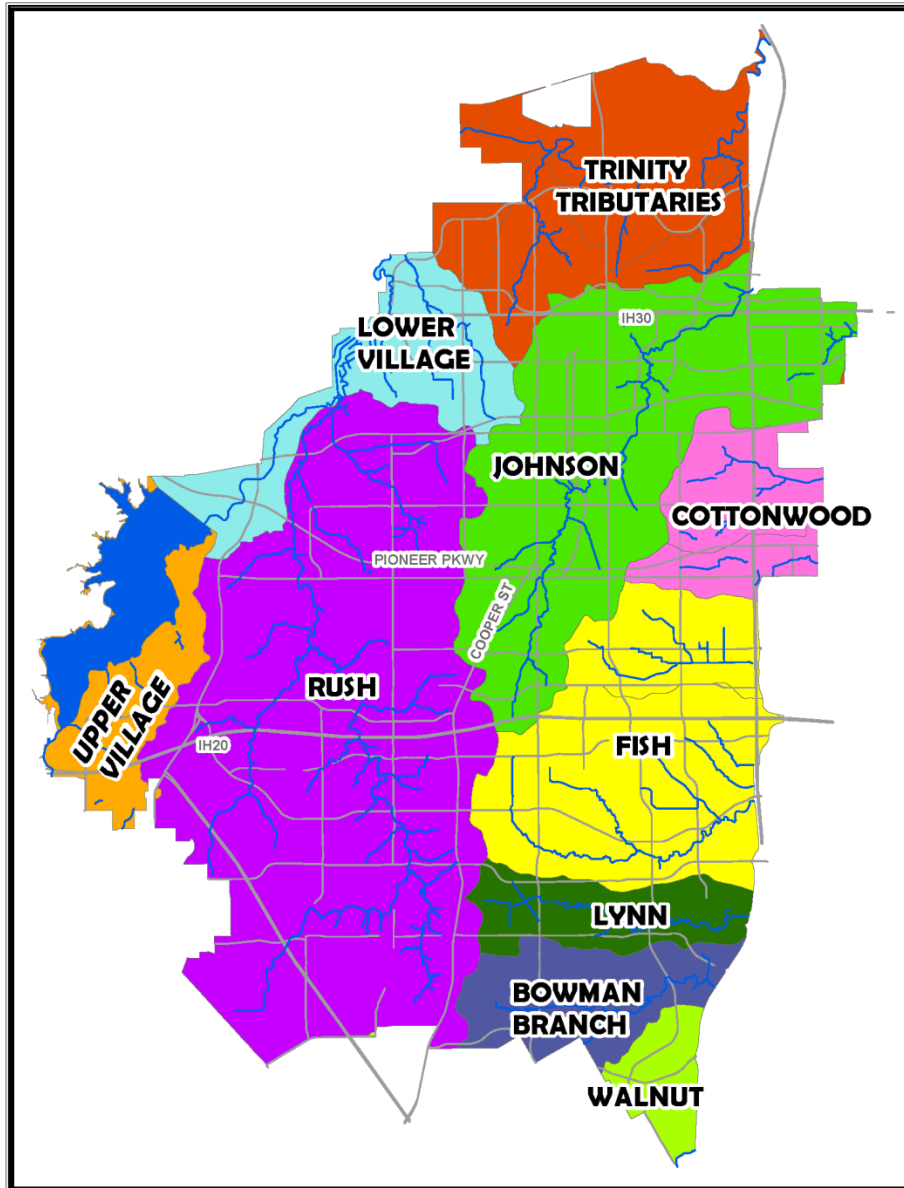 TRINITY
TRIBUTARIES
IH30
LOWER
VILLAGE
JOHNSON
COTTONWOOD
PIONEER PKWY
COOPER ST
RUSH
UPPER
VILLAGE
IH20
FISH
LYNN
BOWMAN
BRANCH
WALNUT